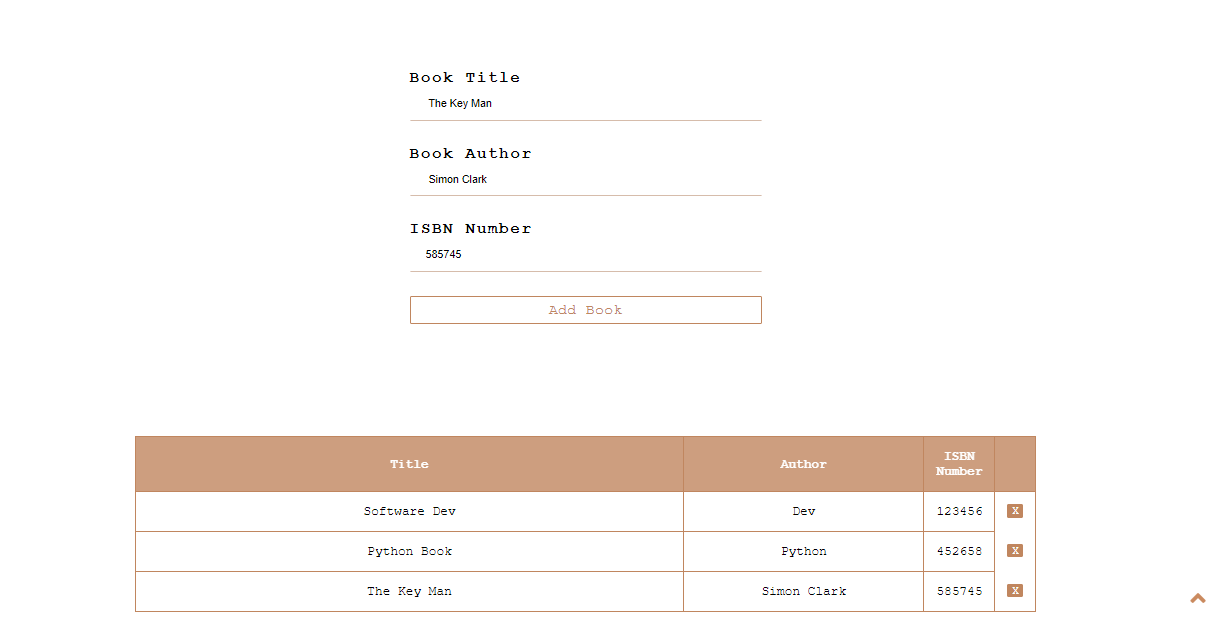 Book Title
The Key Man
Book Author
Simon Clark
ISBN Number
585745
Add Book
Title Author ISBN Number
Software Dev Dev 123456 X
Python Book Python 452658 X
The Key Man Simon Clark 585745 X